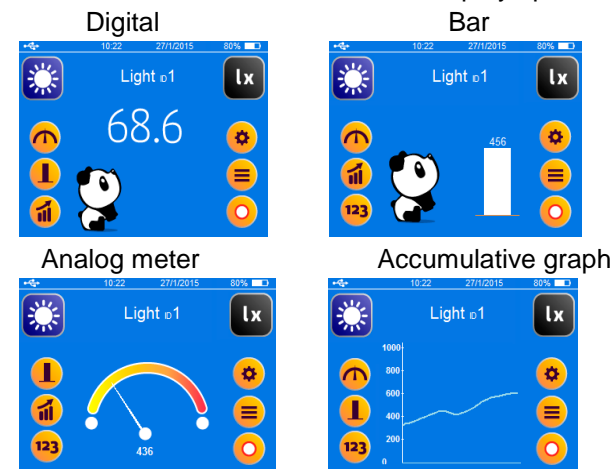 Digital
10:22 27/1/2015 80%
Light ID1
lx
68.6
Bar
10:22 27/1/2015 80%
Light ID1
lx
456
123
Analog meter
10:22 27/1/2015 80%
Light ID1
lx
123
436
Accumulative graph
10:22 27/1/2015 80%
Light ID1
lx
1000
800
600
400
200
0
123